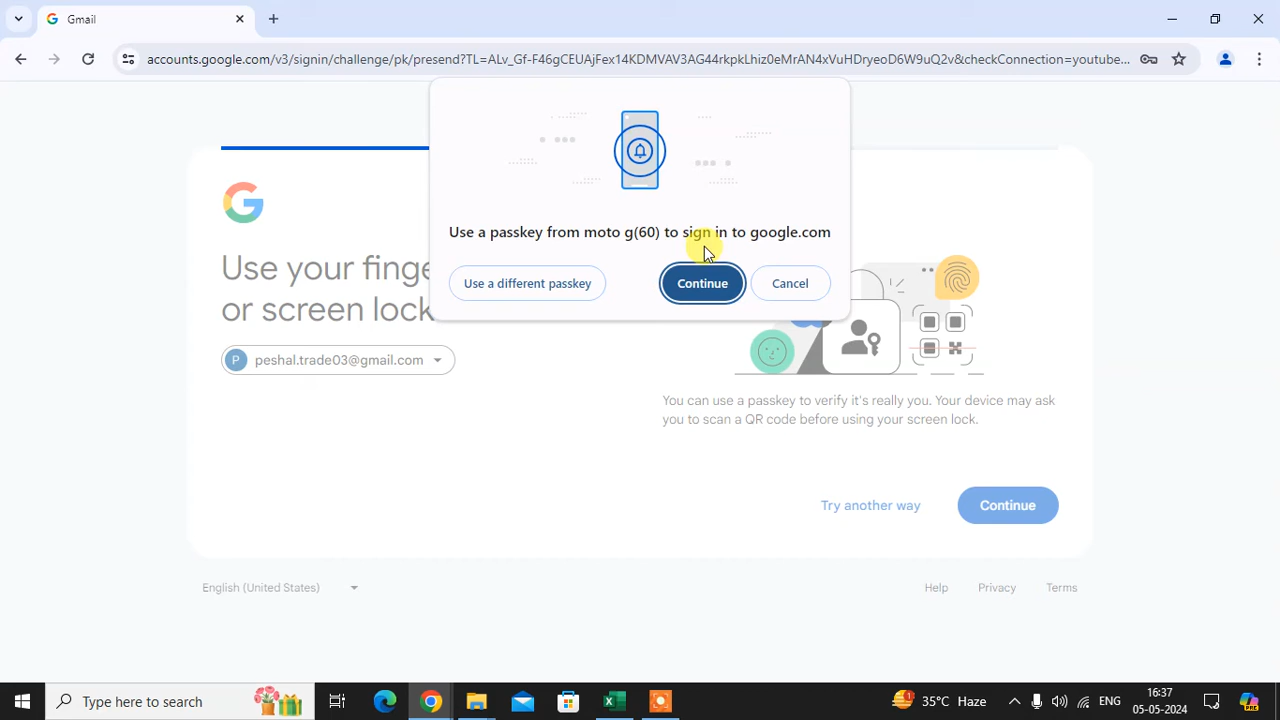 Gmail
accounts.google.com/v3/signin/challenge/pk/presend?TL=ALv_Gf-F46gCEUAjFex14KDMVAV3AG44rkpkLhiz0eMrAN4xVuHDryeoD6W9uQ2v&checkConnection=youtube...
Use a passkey from moto g(60) to sign in to google.com
Use a different passkey
Continue
Cancel
Use your finge
or screen lock
peshal.trade03@gmail.com
You can use a passkey to verify it's really you. Your device may ask
you to scan a QR code before using your screen lock.
Try another way
Continue
English (United States)
Help
Privacy
Terms
Type here to search
1
35°C Haze
ENG
16:37
05-05-2024
PRE